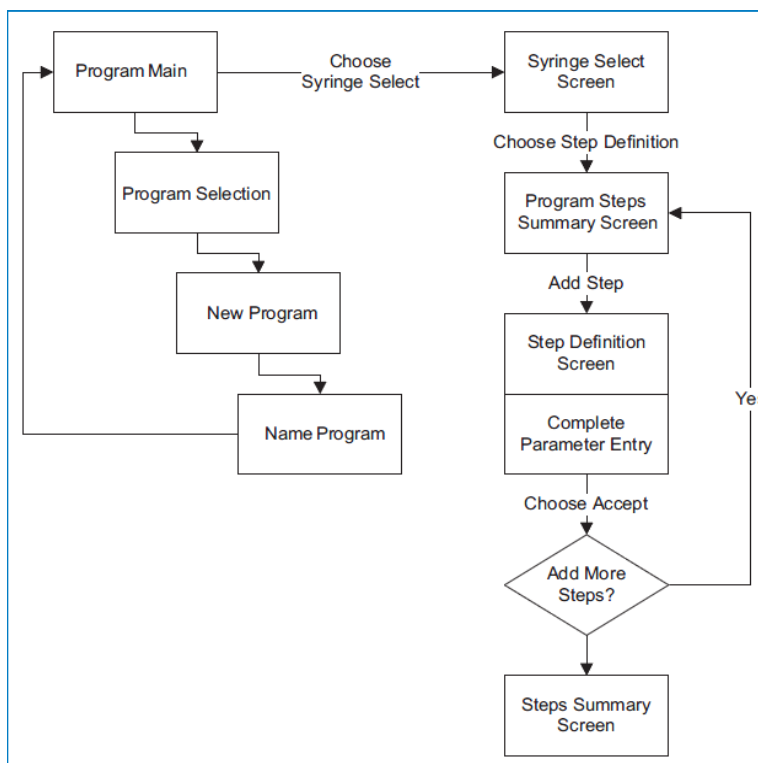 Program Main
Choose
Syringe Select
Syringe Select
Screen
Choose Step Definition
Program Selection
Program Steps
Summary Screen
Add Step
New Program
Step Definition
Screen
Name Program
Complete
Parameter Entry
Yes
Choose Accept
Add More
Steps?
Steps Summary
Screen